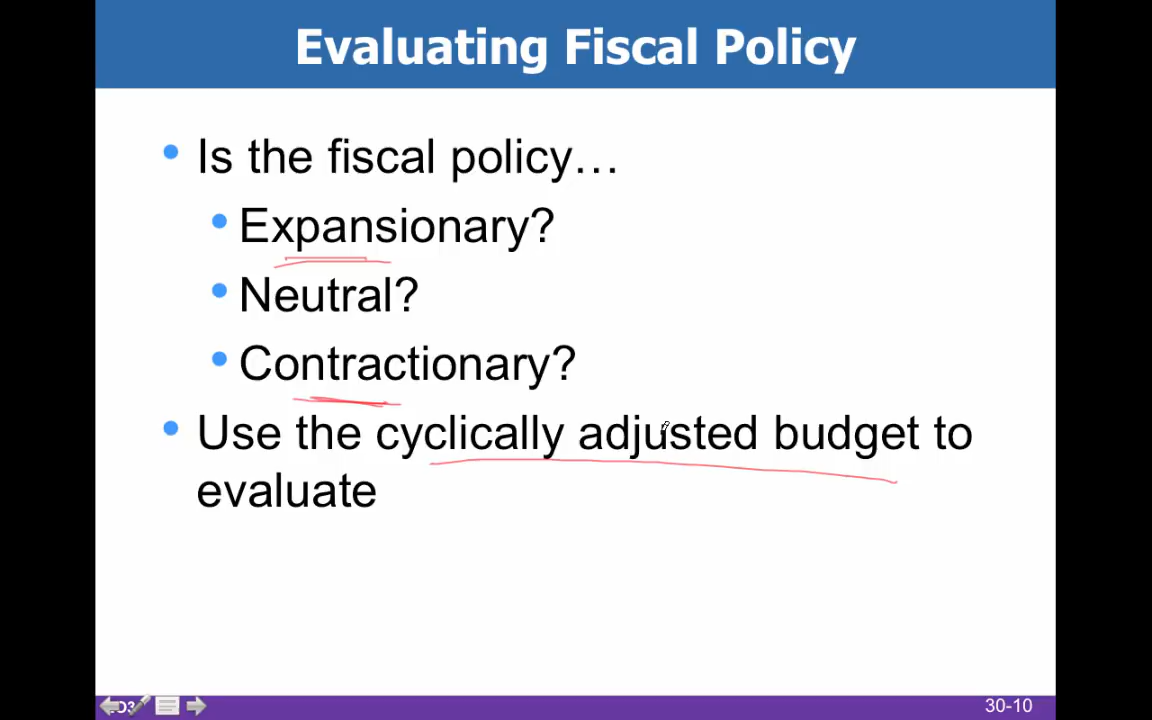 Evaluating Fiscal Policy
• Is the fiscal policy…
• Expansionary?
• Neutral?
• Contractionary?
• Use the cyclically adjusted budget to
evaluate
30-10